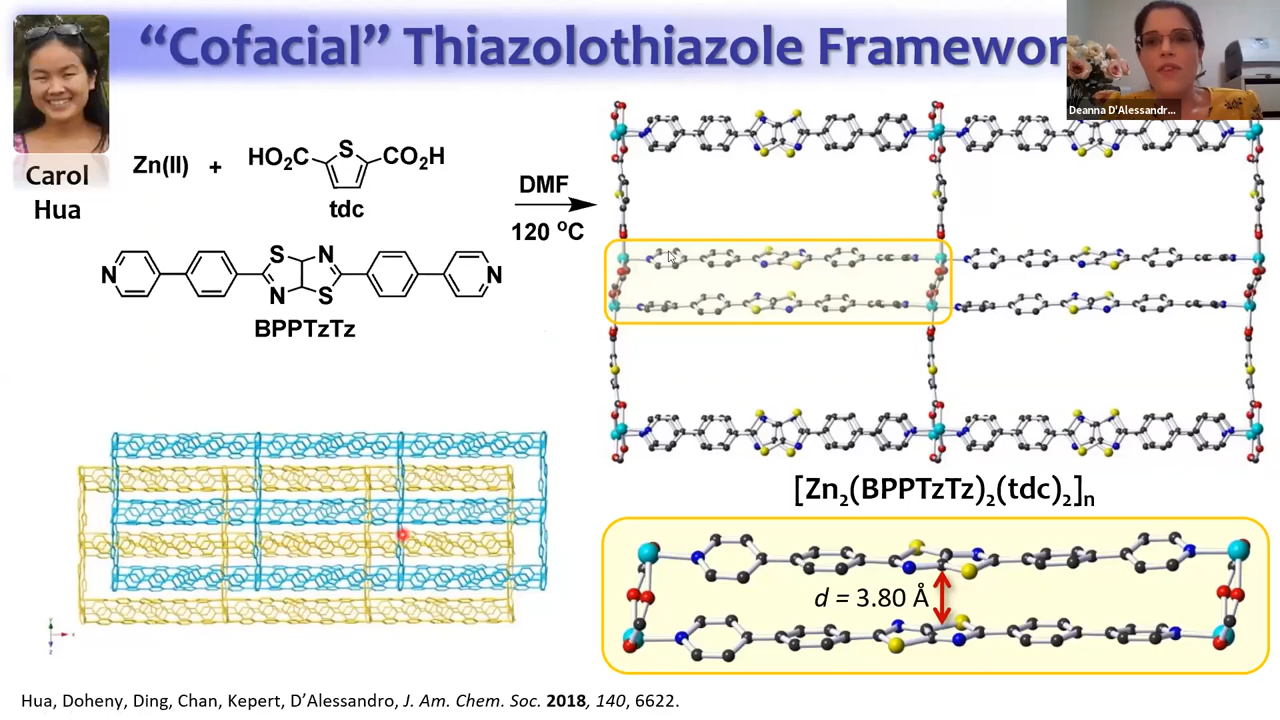 “Cofacial” Thiazolothiazole Framewor
Deanna D'Alessandr...
Carol
Hua
Zn(II) + HO₂C S CO₂H
tdc
DMF
120 °C
N S N N S N
BPPTzTz
[Zn₂(BPPTzTz)₂(tdc)₂]ₙ
d = 3.80 Å
y
x
z
Hua, Doheny, Ding, Chan, Kepert, D’Alessandro, J. Am. Chem. Soc. 2018, 140, 6622.